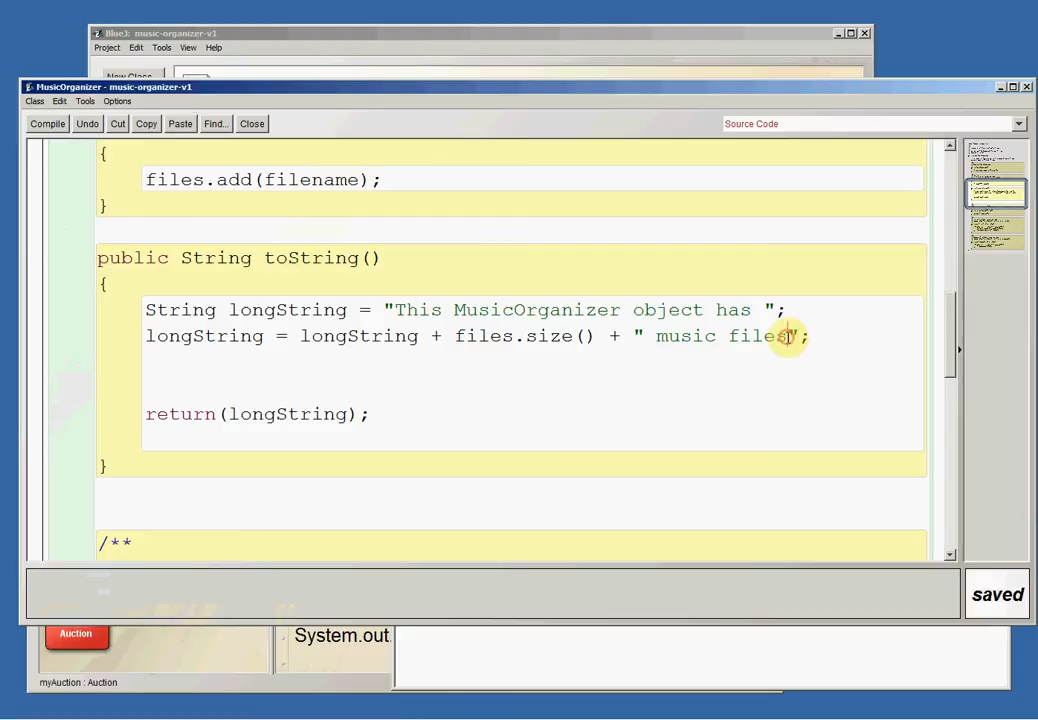 BlueJ: music-organizer-v1
Project Edit Tools View Help
New Class
MusicOrganizer - music-organizer-v1
Class Edit Tools Options
Compile Undo Cut Copy Paste Find... Close Source Code
{
files.add(filename);
}
public String toString()
{
String longString = "This MusicOrganizer object has ";
longString = longString + files.size() + " music files";
return(longString);
}
/**
saved
Auction System.out.
myAuction : Auction